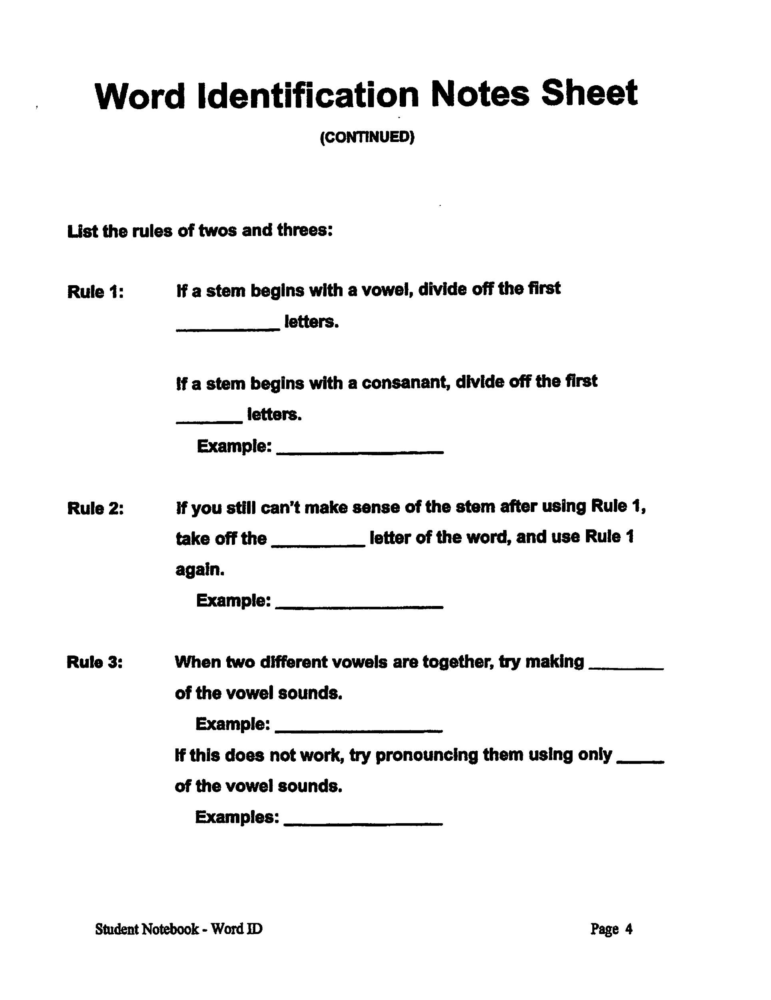 Word Identification Notes Sheet
(CONTINUED)
List the rules of twos and threes:
Rule 1: If a stem begins with a vowel, divide off the first
___________ letters.
If a stem begins with a consanant, divide off the first
_______ letters.
Example: __________________
Rule 2: If you still can't make sense of the stem after using Rule 1,
take off the __________ letter of the word, and use Rule 1
again.
Example: __________________
Rule 3: When two different vowels are together, try making ________
of the vowel sounds.
Example: __________________
If this does not work, try pronouncing them using only _____
of the vowel sounds.
Examples: _________________
Student Notebook - Word ID Page 4